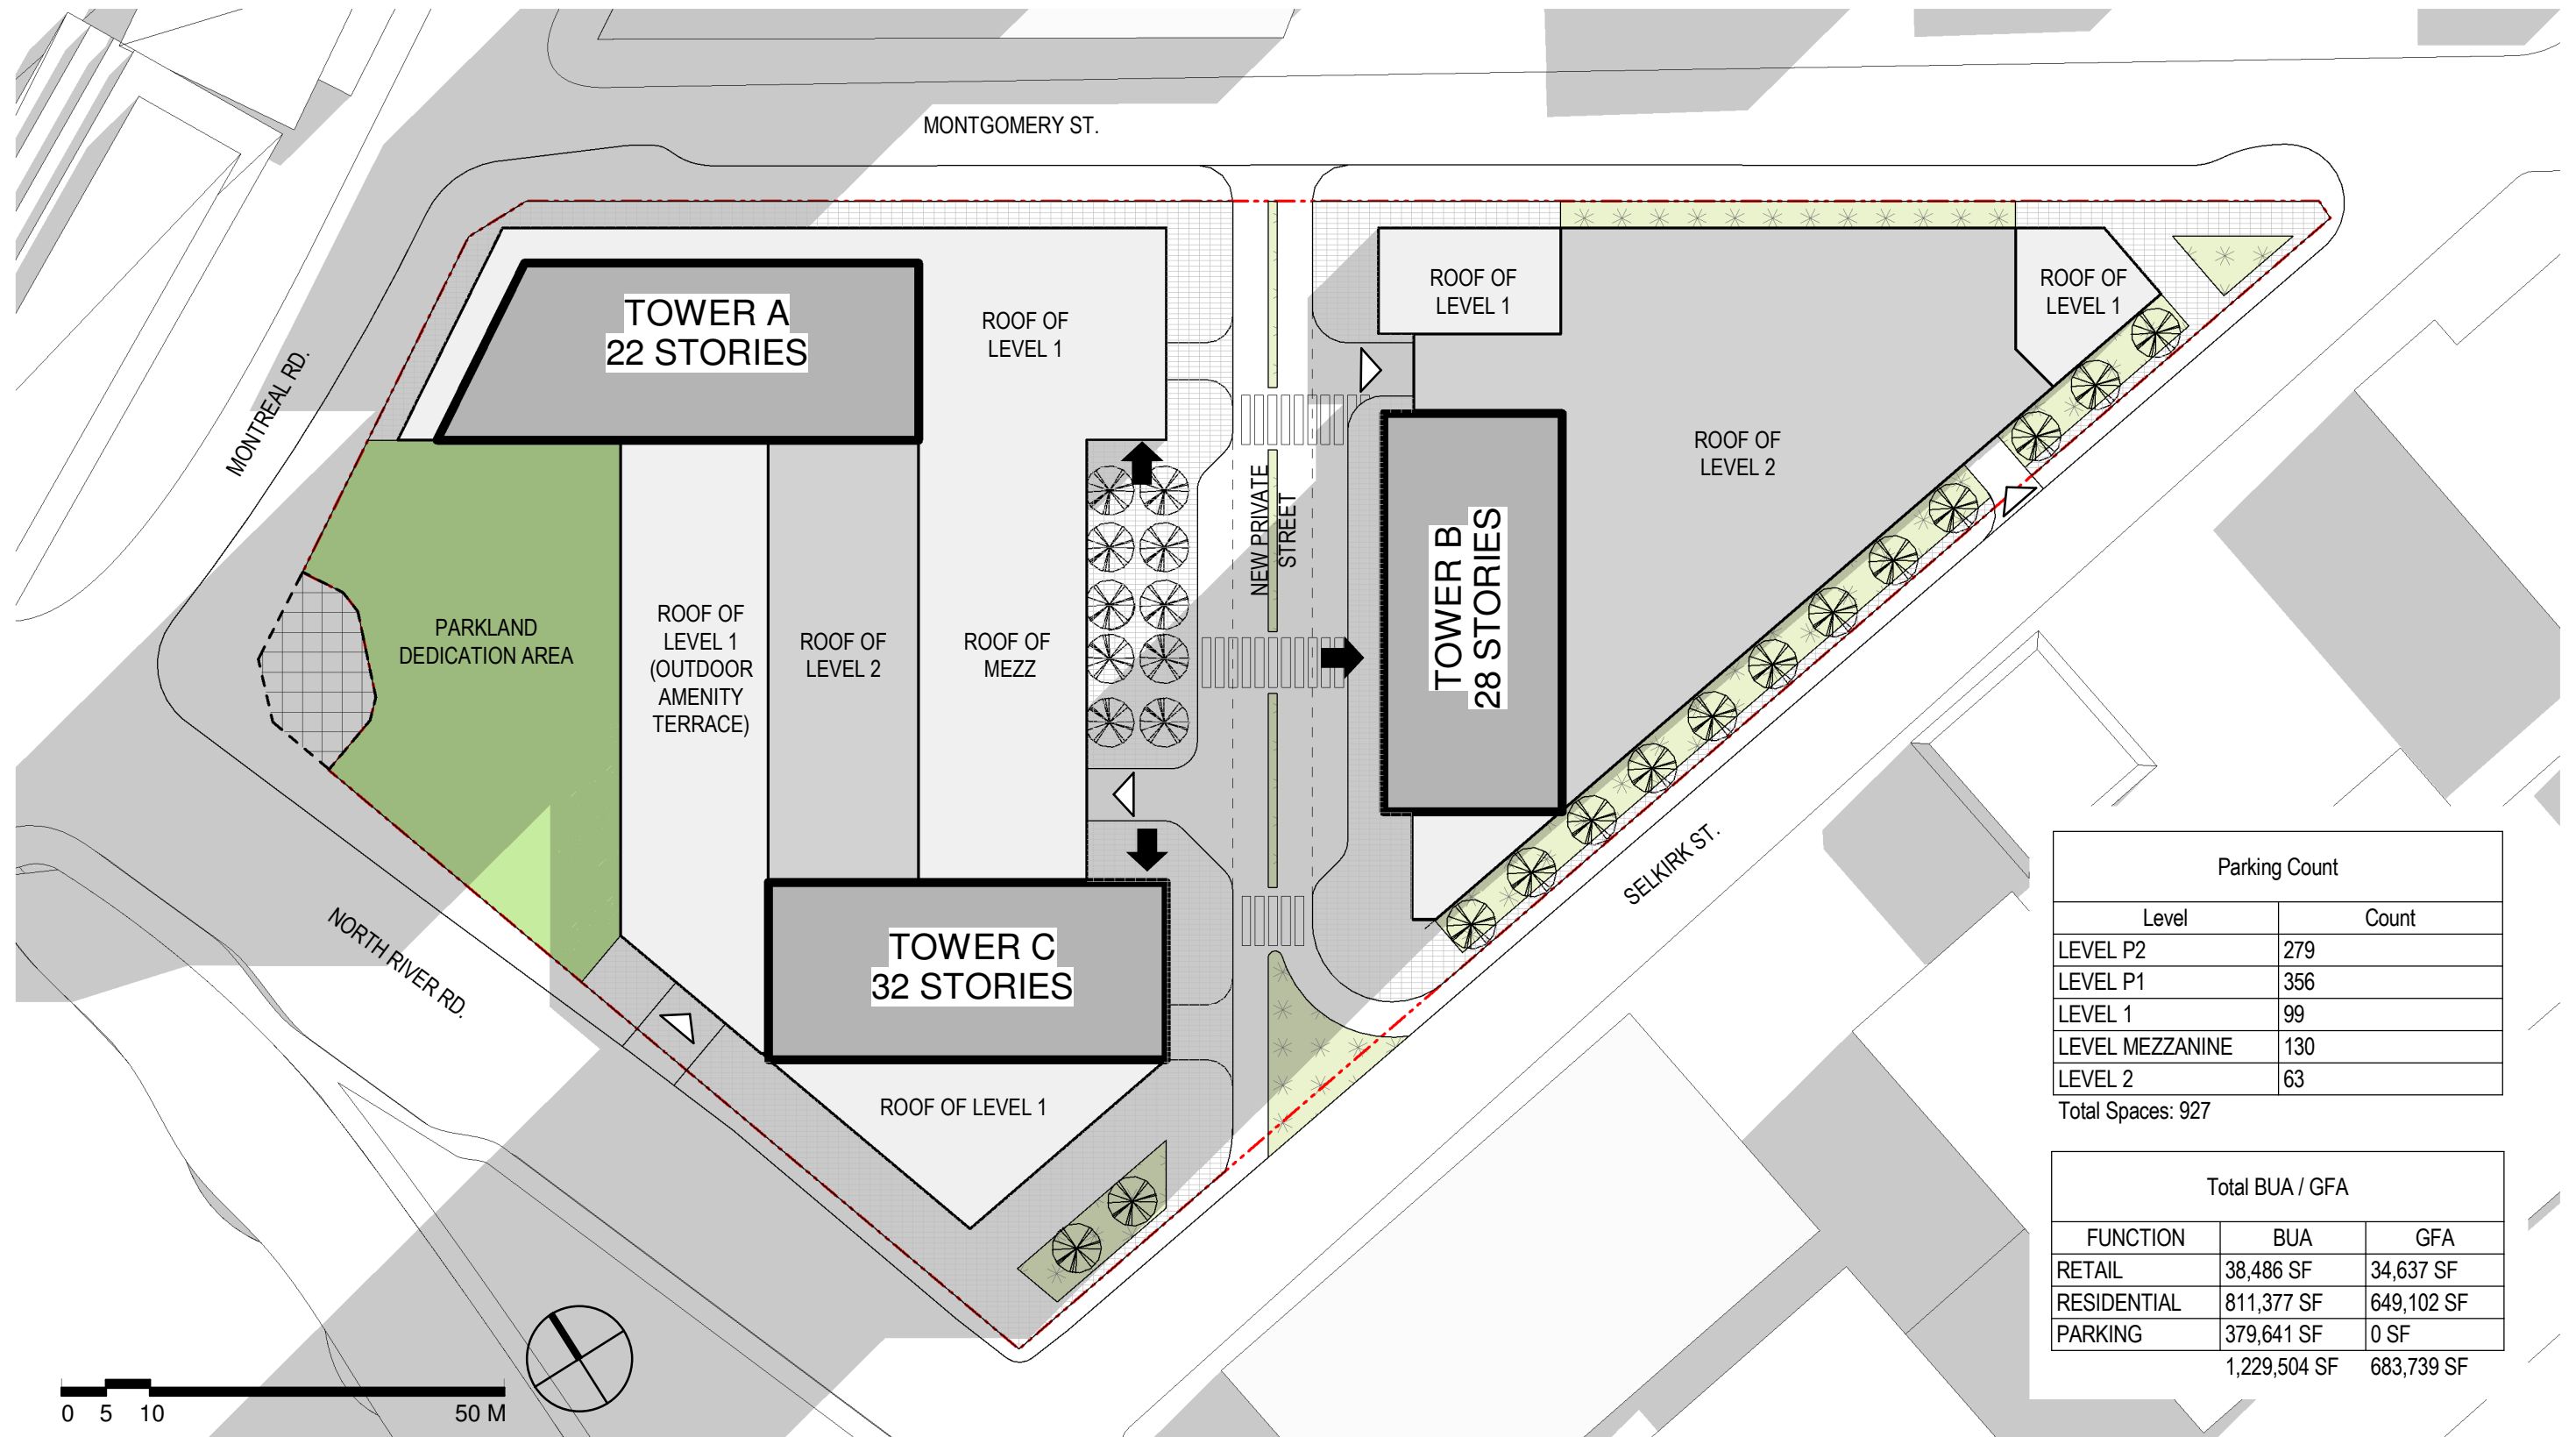 MONTGOMERY ST.
MONTREAL RD.
TOWER A
22 STORIES
ROOF OF
LEVEL 1
ROOF OF
LEVEL 1
ROOF OF
LEVEL 1
ROOF OF
LEVEL 2
NEW PRIVATE
STREET
TOWER B
28 STORIES
PARKLAND
DEDICATION AREA
ROOF OF
LEVEL 1
(OUTDOOR
AMENITY
TERRACE)
ROOF OF
LEVEL 2
ROOF OF
MEZZ
SELKIRK ST.
NORTH RIVER RD.
TOWER C
32 STORIES
ROOF OF LEVEL 1
Parking Count
Level Count
LEVEL P2 279
LEVEL P1 356
LEVEL 1 99
LEVEL MEZZANINE 130
LEVEL 2 63
Total Spaces: 927
Total BUA / GFA
FUNCTION BUA GFA
RETAIL 38,486 SF 34,637 SF
RESIDENTIAL 811,377 SF 649,102 SF
PARKING 379,641 SF 0 SF
1,229,504 SF 683,739 SF
0 5 10 50 M